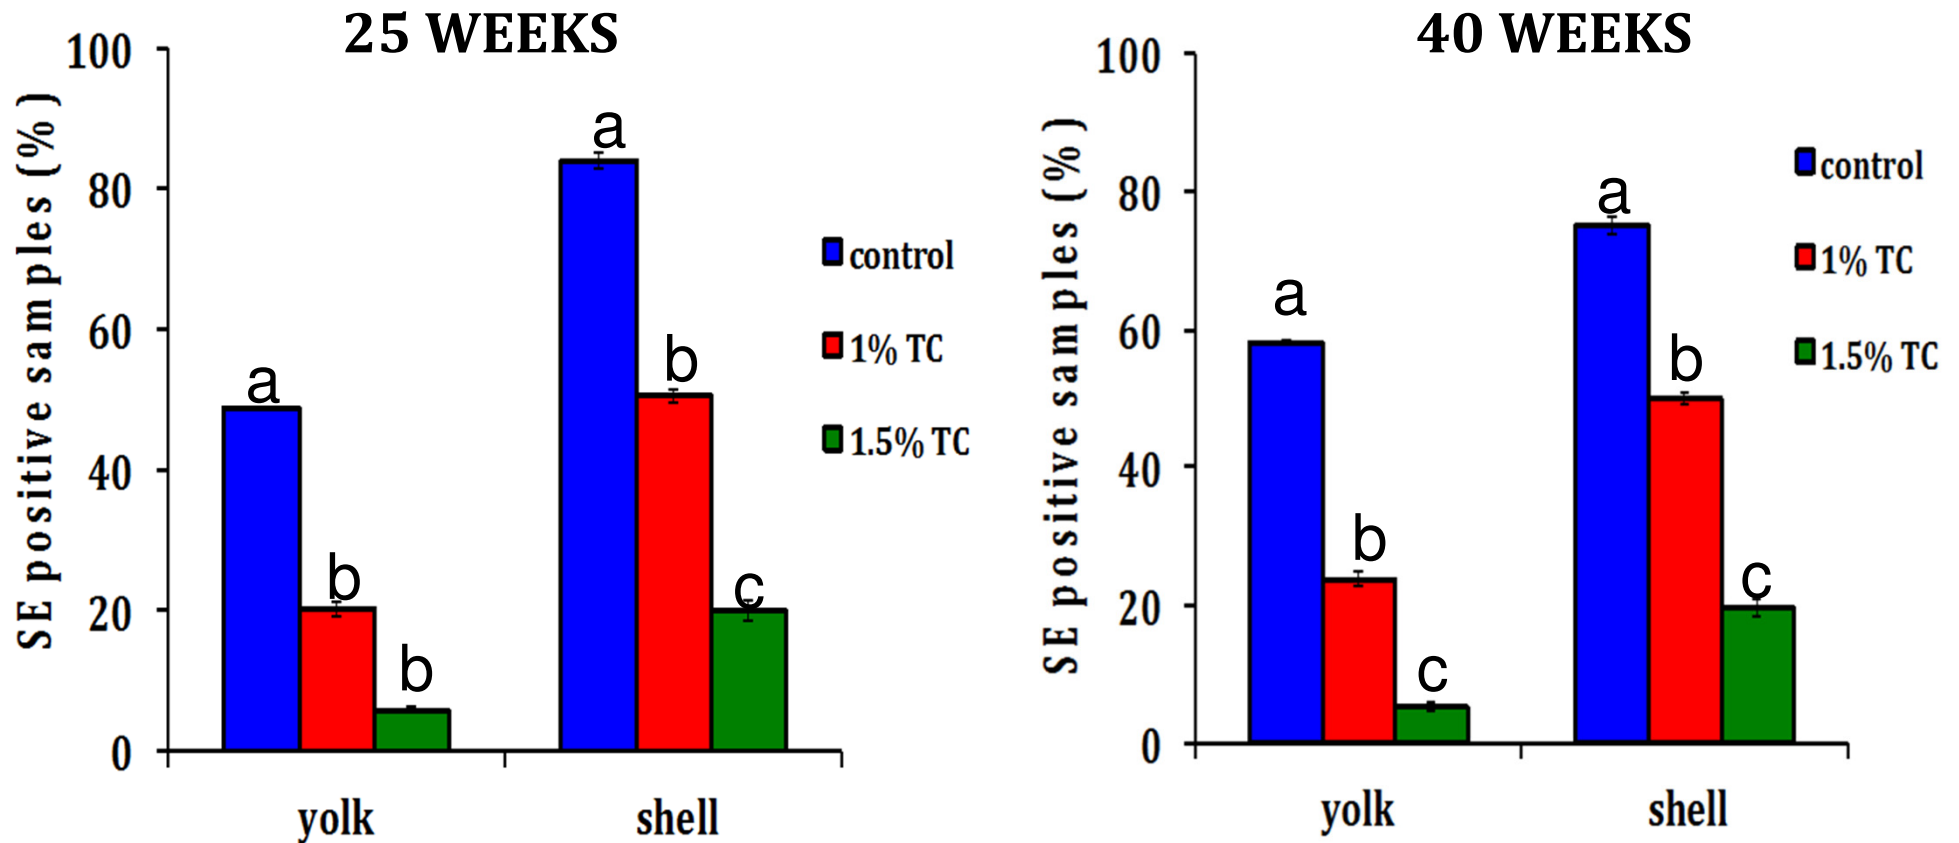 25 WEEKS
SE positive samples (%)
100
80
60
40
20
0
a
b
b
a
b
c
yolk
shell
control
1% TC
1.5% TC
40 WEEKS
SE positive samples (%)
100
80
60
40
20
0
a
b
c
a
b
c
yolk
shell
control
1% TC
1.5% TC